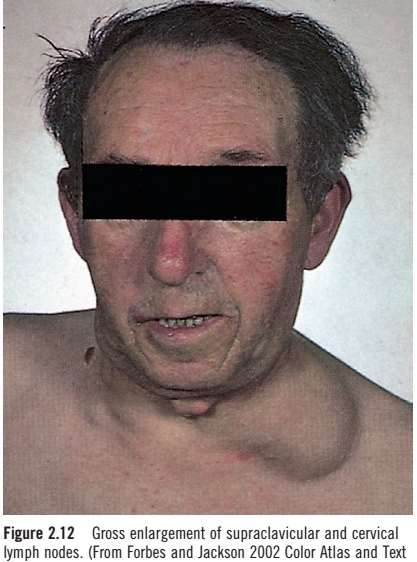 Figure 2.12 Gross enlargement of supraclavicular and cervical
lymph nodes. (From Forbes and Jackson 2002 Color Atlas and Text